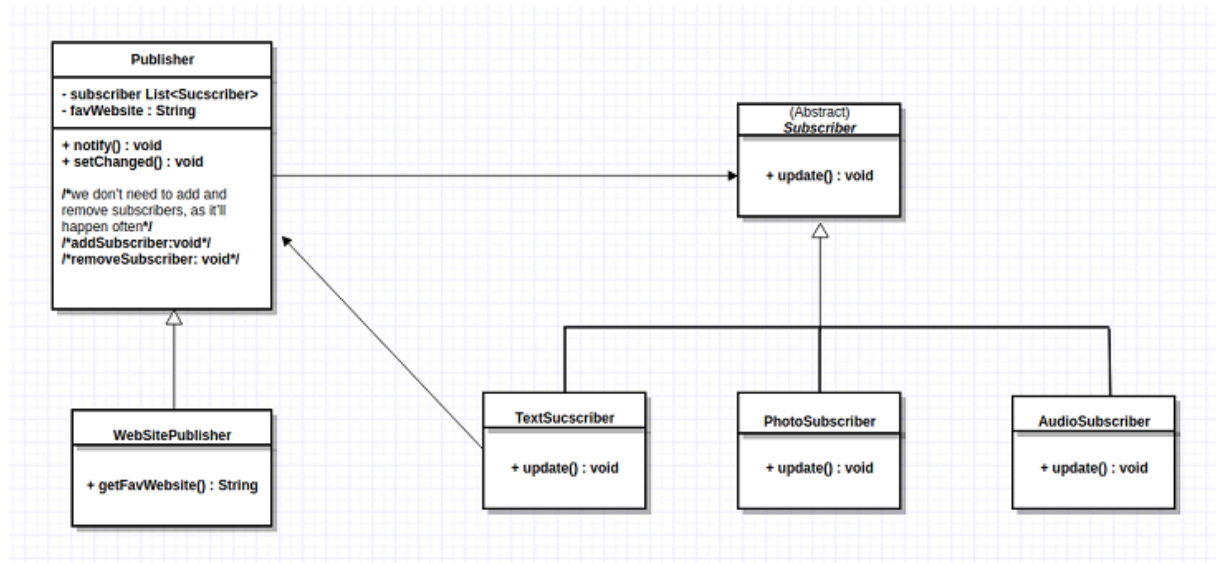 Publisher
- subscriber List<Sucscriber>
- favWebsite : String
+ notify() : void
+ setChanged() : void
/*we don't need to add and
remove subscribers, as it'll
happen often*/
/*addSubscriber:void*/
/*removeSubscriber: void*/
(Abstract)
Subscriber
+ update() : void
WebSitePublisher
+ getFavWebsite() : String
TextSucscriber
+ update() : void
PhotoSubscriber
+ update() : void
AudioSubscriber
+ update() : void